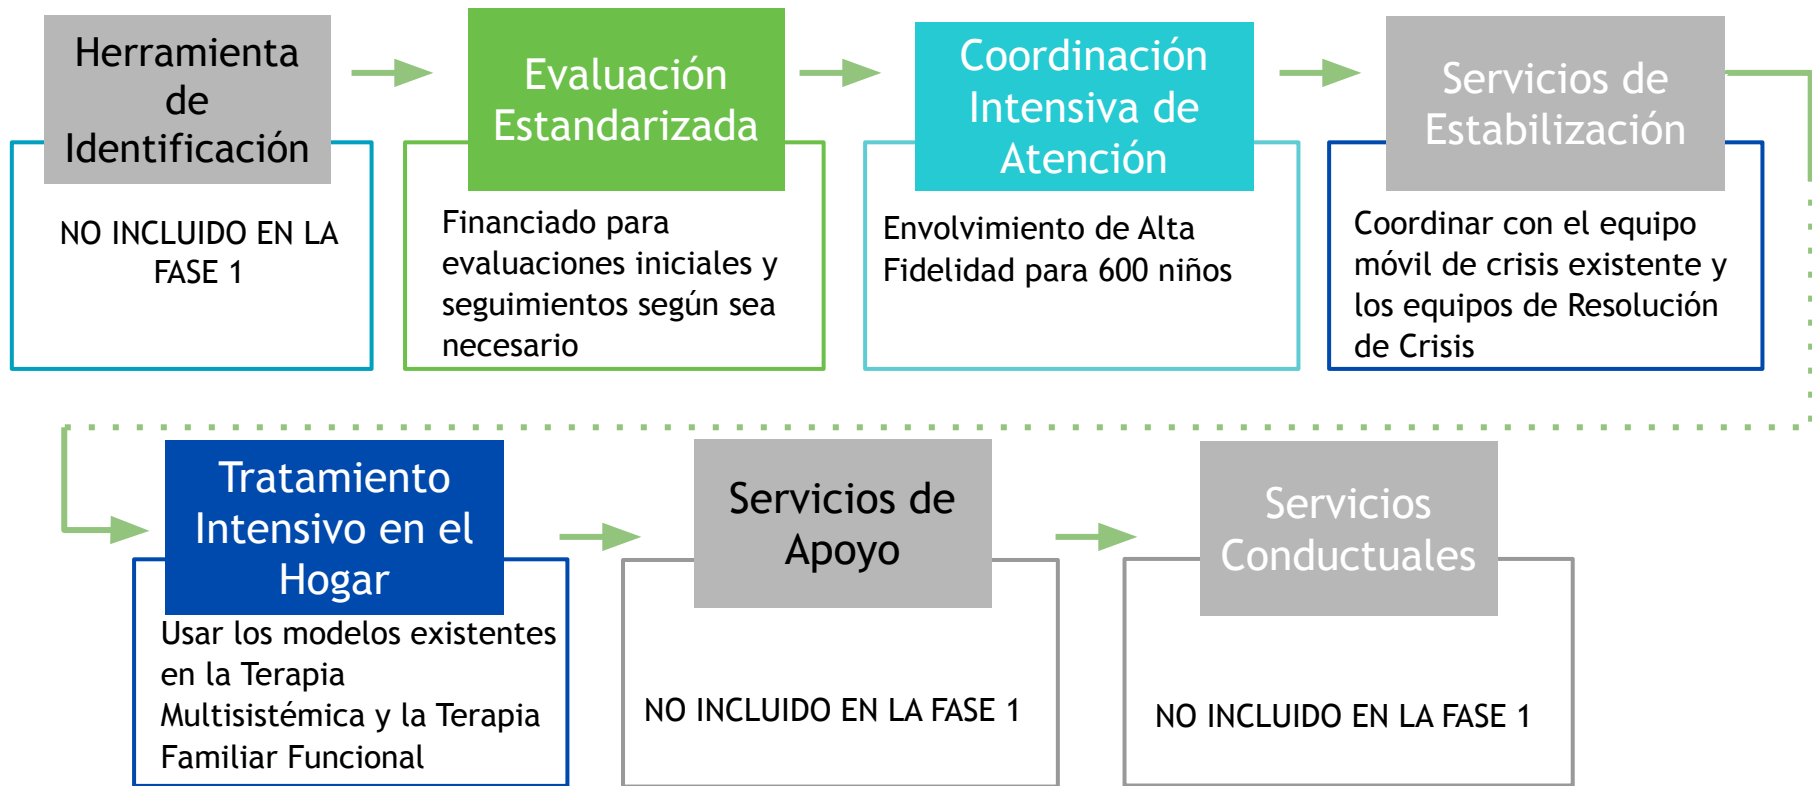 Herramienta
de
Identificación
NO INCLUIDO EN LA
FASE 1
Evaluación
Estandarizada
Financiado para
evaluaciones iniciales y
seguimientos según sea
necesario
Coordinación
Intensiva de
Atención
Envolvimiento de Alta
Fidelidad para 600 niños
Servicios de
Estabilización
Coordinar con el equipo
móvil de crisis existente y
los equipos de Resolución
de Crisis
Tratamiento
Intensivo en el
Hogar
Usar los modelos existentes
en la Terapia
Multisistémica y la Terapia
Familiar Funcional
Servicios de
Apoyo
NO INCLUIDO EN LA FASE 1
Servicios
Conductuales
NO INCLUIDO EN LA FASE 1